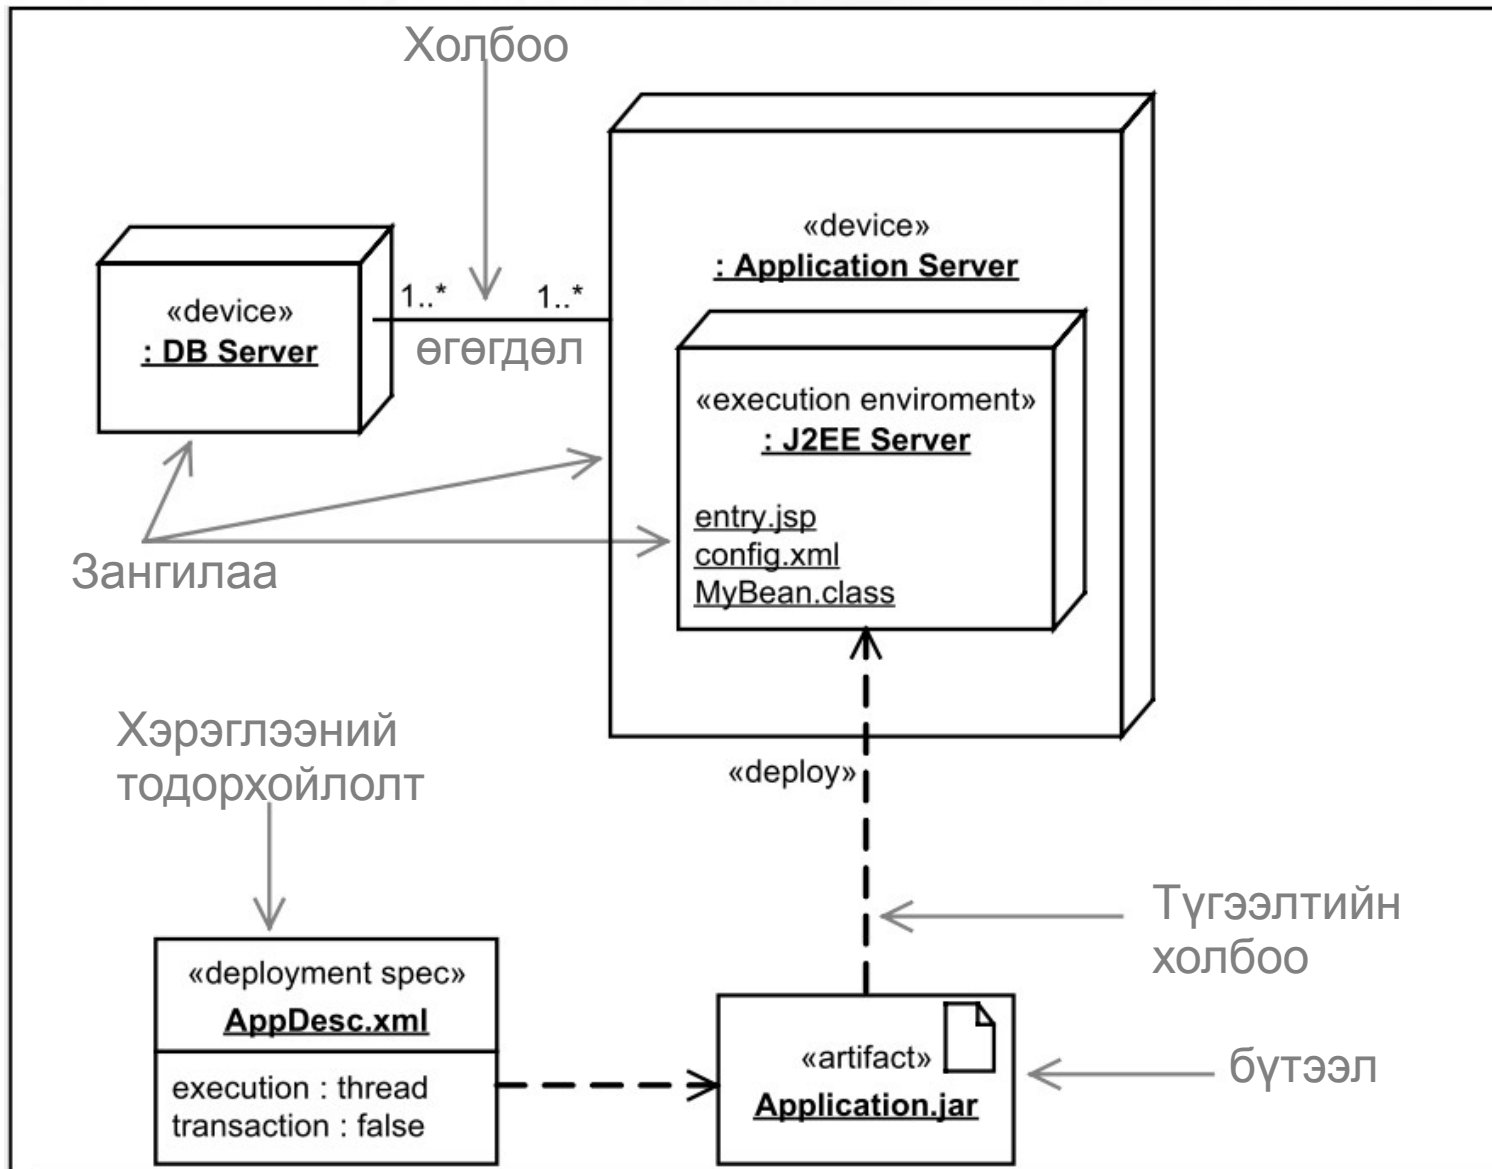 Холбоо
«device»
: Application Server
«device»
: DB Server
1..*
1..*
өгөгдөл
«execution enviroment»
: J2EE Server
entry.jsp
config.xml
MyBean.class
Зангилаа
Хэрэглээний
тодорхойлолт
«deploy»
Түгээлтийн
холбоо
«deployment spec»
AppDesc.xml
execution : thread
transaction : false
«artifact»
Application.jar
бүтээл